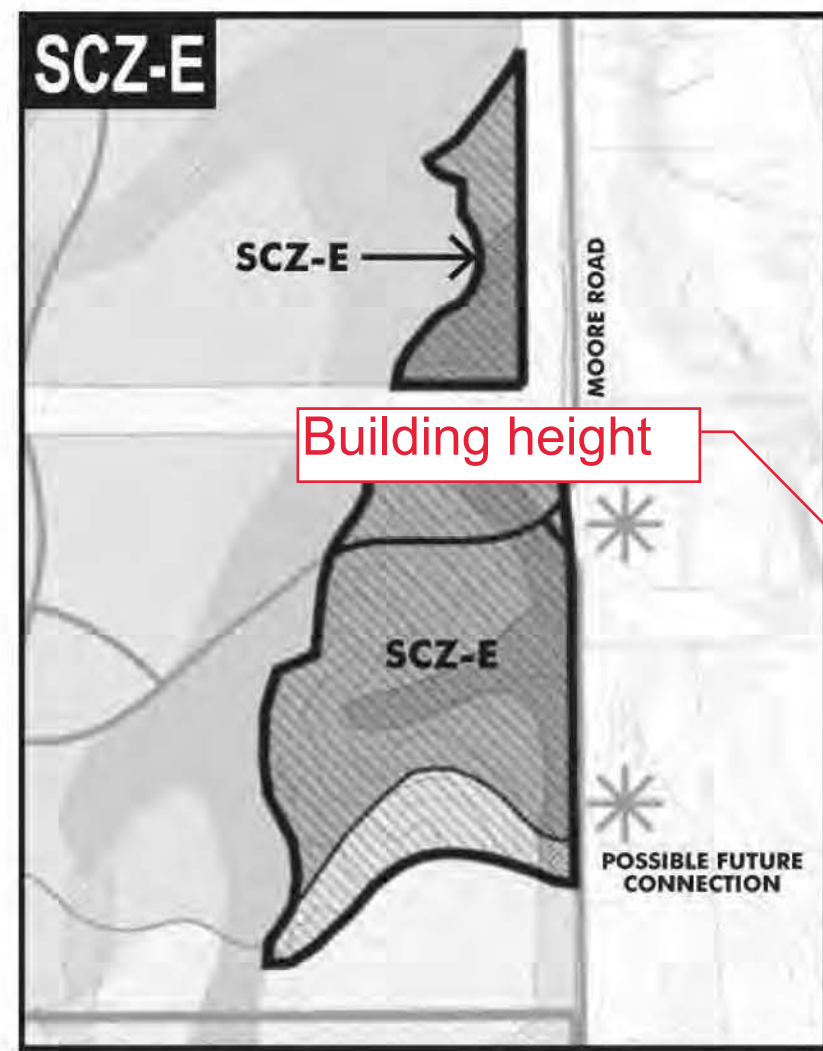 SCZ-E
SCZ-E
MOORE ROAD
Building height
SCZ-E
POSSIBLE FUTURE
CONNECTION